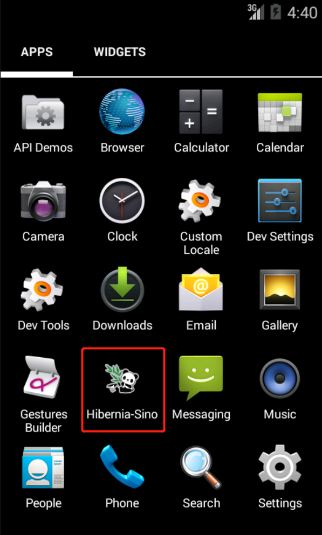 3G 4:40
APPS WIDGETS
API Demos Browser Calculator Calendar
Camera Clock Custom Locale Dev Settings
Dev Tools Downloads Email Gallery
Gestures Builder Hibernia-Sino Messaging Music
People Phone Search Settings